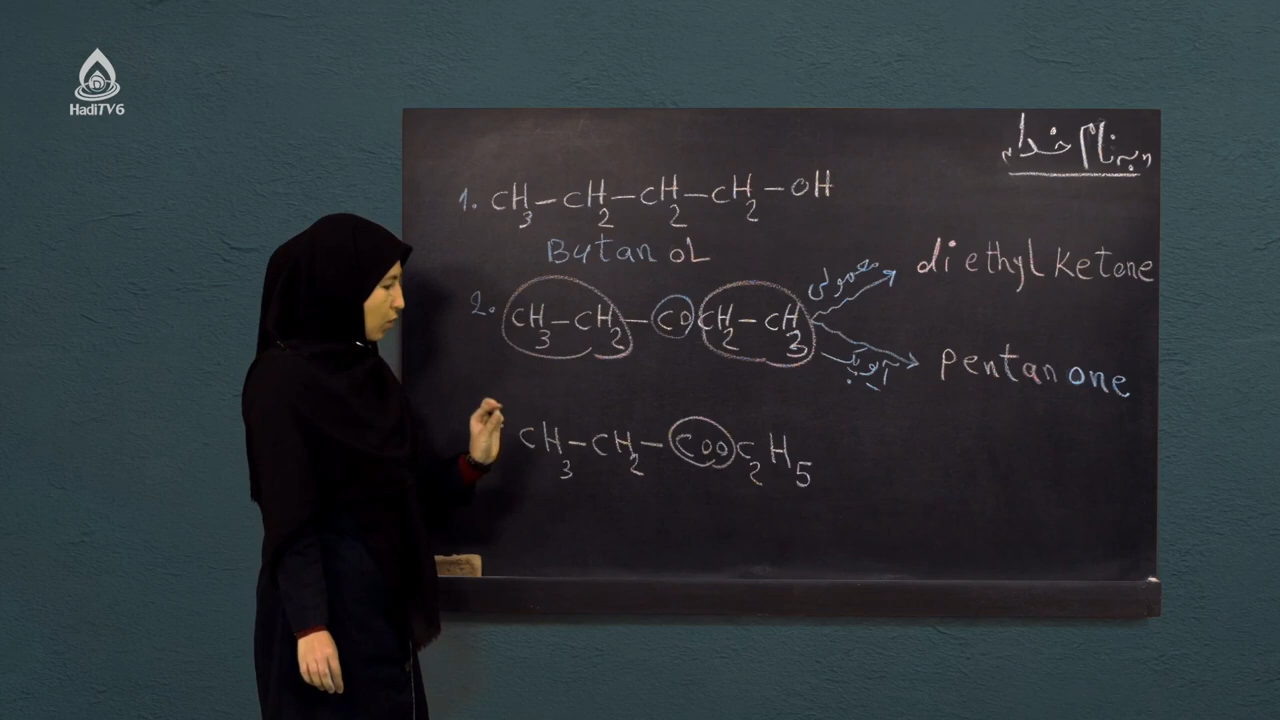 HadiTV6
"به نام خدا"
1. CH3-CH2-CH2-CH2-OH
Butanol
2. CH3-CH2-CO CH2-CH3
معمولی
diethyl ketone
آیوپاک
pentanone
CH3-CH2-COOC2H5